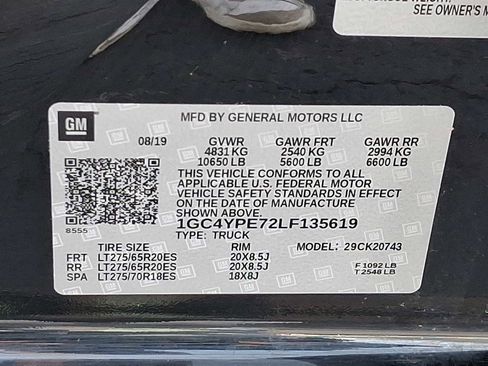 SEE OWNER'S M
GM
MFD BY GENERAL MOTORS LLC
08/19 GVWR GAWR FRT GAWR RR
4831 KG 2540 KG 2994 KG
10650 LB 5600 LB 6600 LB
THIS VEHICLE CONFORMS TO ALL
APPLICABLE U.S. FEDERAL MOTOR
VEHICLE SAFETY STANDARDS IN EFFECT
ON THE DATE OF MANUFACTURE SHOWN ABOVE.
8555
1GC4YPE72LF135619
TYPE: TRUCK
TIRE SIZE RIM MODEL: 29CK20743
FRT LT275/65R20ES 20X8.5J
RR LT275/65R20ES 20X8.5J F 1092 LB
SPA LT275/70R18ES 18X8J T 2548 LB